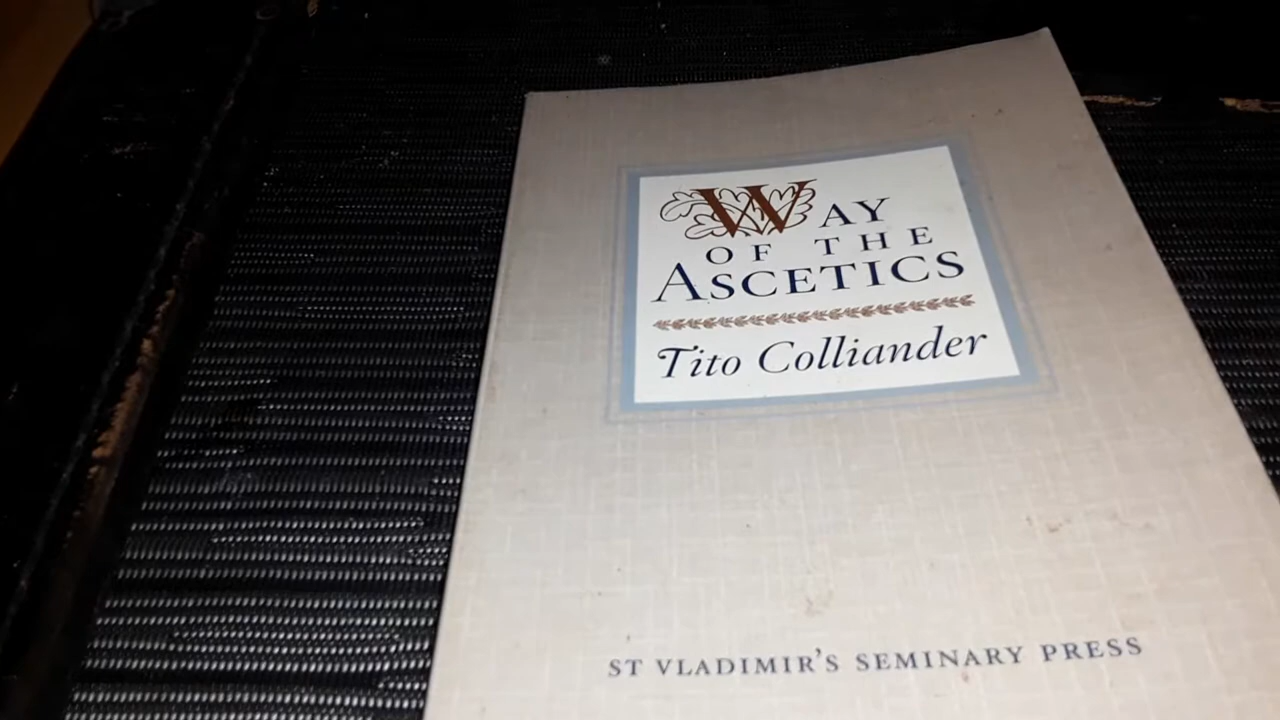 WAY
OF THE
ASCETICS
Tito Colliander
ST VLADIMIR'S SEMINARY PRESS